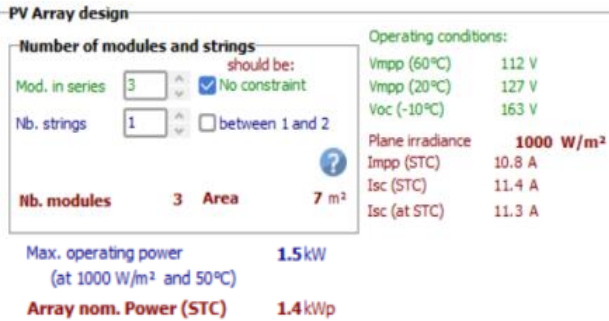 PV Array design
Number of modules and strings
should be:
Mod. in series 3 No constraint
Nb. strings 1 between 1 and 2
?
Nb. modules 3 Area 7 m²
Operating conditions:
Vmpp (60°C) 112 V
Vmpp (20°C) 127 V
Voc (-10°C) 163 V
Plane irradiance 1000 W/m²
Impp (STC) 10.8 A
Isc (STC) 11.4 A
Isc (at STC) 11.3 A
Max. operating power 1.5 kW
(at 1000 W/m² and 50°C)
Array nom. Power (STC) 1.4 kWp